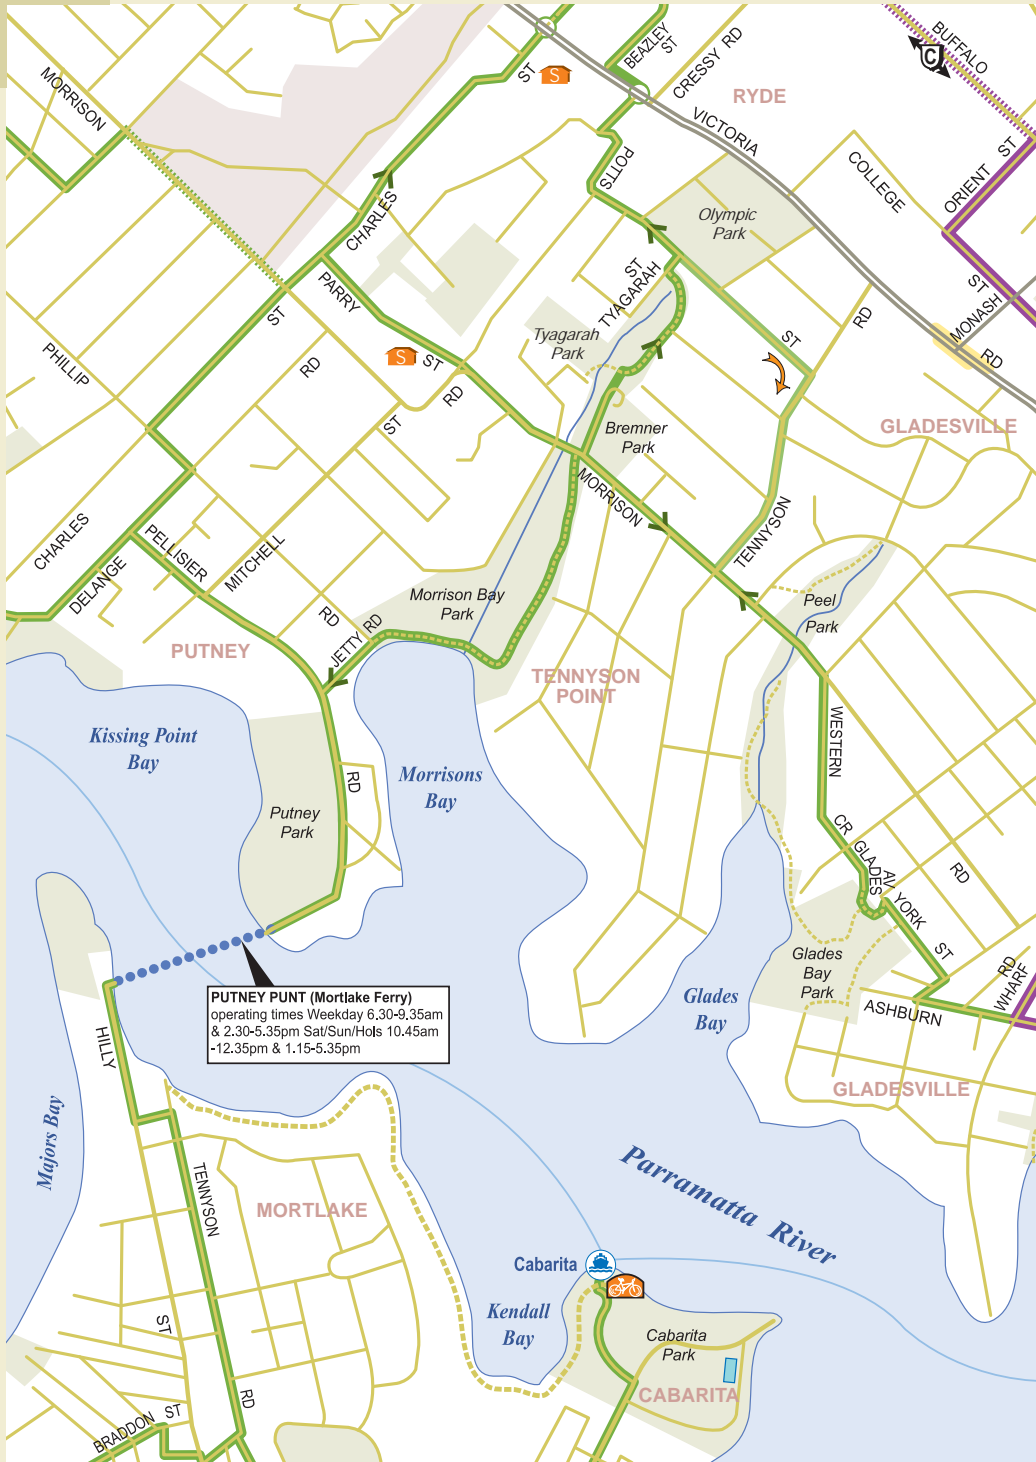 BUFFALO
C
ST
BEAZLEY
ST
CRESSY RD
S
MORRISON
RYDE
VICTORIA
POTTS
COLLEGE
ORIENT
ST
CHARLES
Olympic
Park
ST
TYAGARAH
ST
MONASH
RD
PARRY
ST
Tyagarah
Park
ST
RD
PHILLIP
RD
S
ST
RD
ST
Bremner
Park
GLADESVILLE
MORRISON
CHARLES
PELLISIER
MITCHELL
TENNYSON
DELANGE
Morrison Bay
Park
Peel
Park
RD
JETTY RD
PUTNEY
TENNYSON
POINT
WESTERN
Kissing Point
Bay
RD
Morrisons
Bay
Putney
Park
CR
GLADES
AV
RD
YORK
ST
Glades
Bay
Park
RD
WHARF
ASHBURN
Glades
Bay
PUTNEY PUNT (Mortlake Ferry)
operating times Weekday 6.30-9.35am
& 2.30-5.35pm Sat/Sun/Hols 10.45am
-12.35pm & 1.15-5.35pm
HILLY
GLADESVILLE
Majors Bay
TENNYSON
MORTLAKE
Parramatta River
Cabarita
Kendall
Bay
ST
Cabarita
Park
CABARITA
RD
BRADDON ST